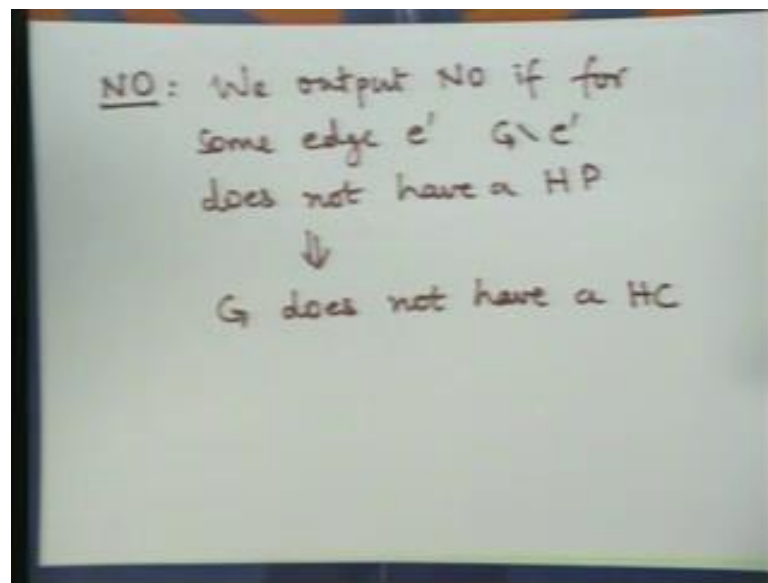 NO: We output NO if for
some edge e' G\e'
does not have a HP
⇓
G does not have a HC